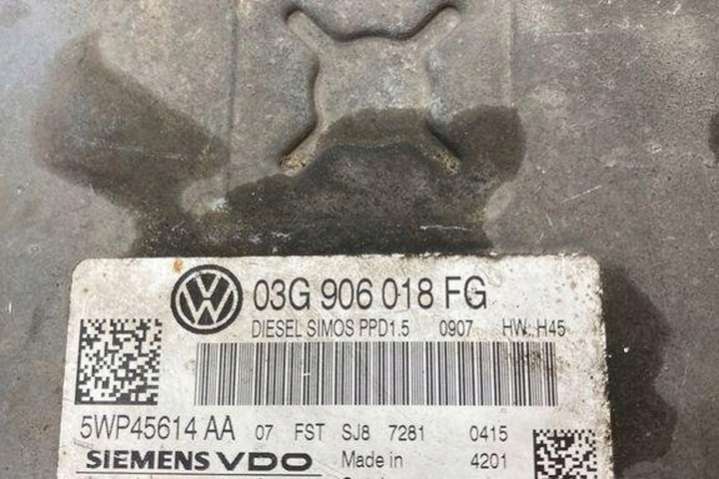 03G 906 018 FG
DIESEL SIMOS PPD1.5 0907 HW H45
5WP45614 AA 07 FST SJ8 7281 0415
SIEMENS VDO Made in 4201